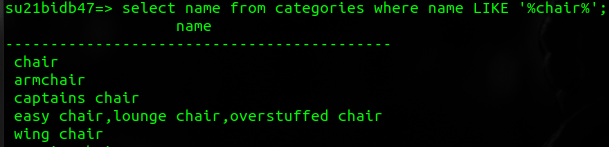 su21bidb47=> select name from categories where name LIKE '%chair%';
name
-------------------------------------------
chair
armchair
captains chair
easy chair,lounge chair,overstuffed chair
wing chair